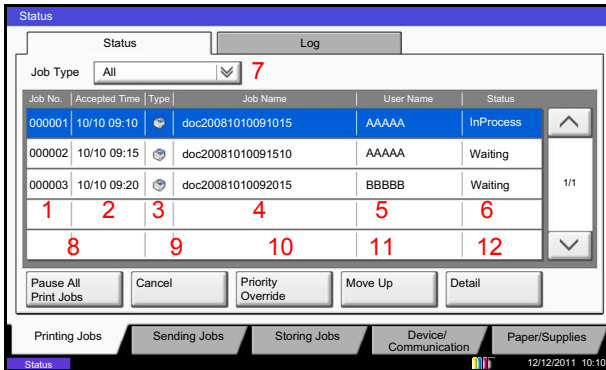 Status
Status Log
Job Type All 7
Job No. Accepted Time Type Job Name User Name Status
000001 10/10 09:10 doc20081010091015 AAAAA InProcess
000002 10/10 09:15 doc20081010091510 AAAAA Waiting
000003 10/10 09:20 doc20081010092015 BBBBB Waiting
1/1
1 2 3 4 5 6
8 9 10 11 12
Pause All
Print Jobs
Cancel
Priority
Override
Move Up
Detail
Printing Jobs
Sending Jobs
Storing Jobs
Device/
Communication
Paper/Supplies
Status 12/12/2011 10:10